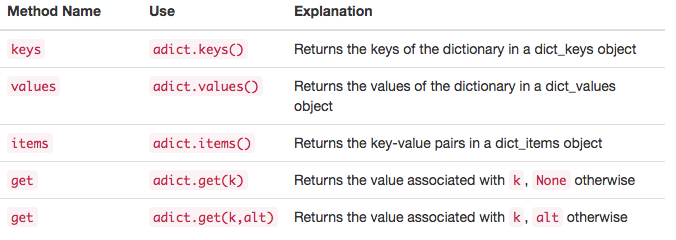 Method Name Use Explanation
keys adict.keys() Returns the keys of the dictionary in a dict_keys object
values adict.values() Returns the values of the dictionary in a dict_values
object
items adict.items() Returns the key-value pairs in a dict_items object
get adict.get(k) Returns the value associated with k , None otherwise
get adict.get(k,alt) Returns the value associated with k , alt otherwise